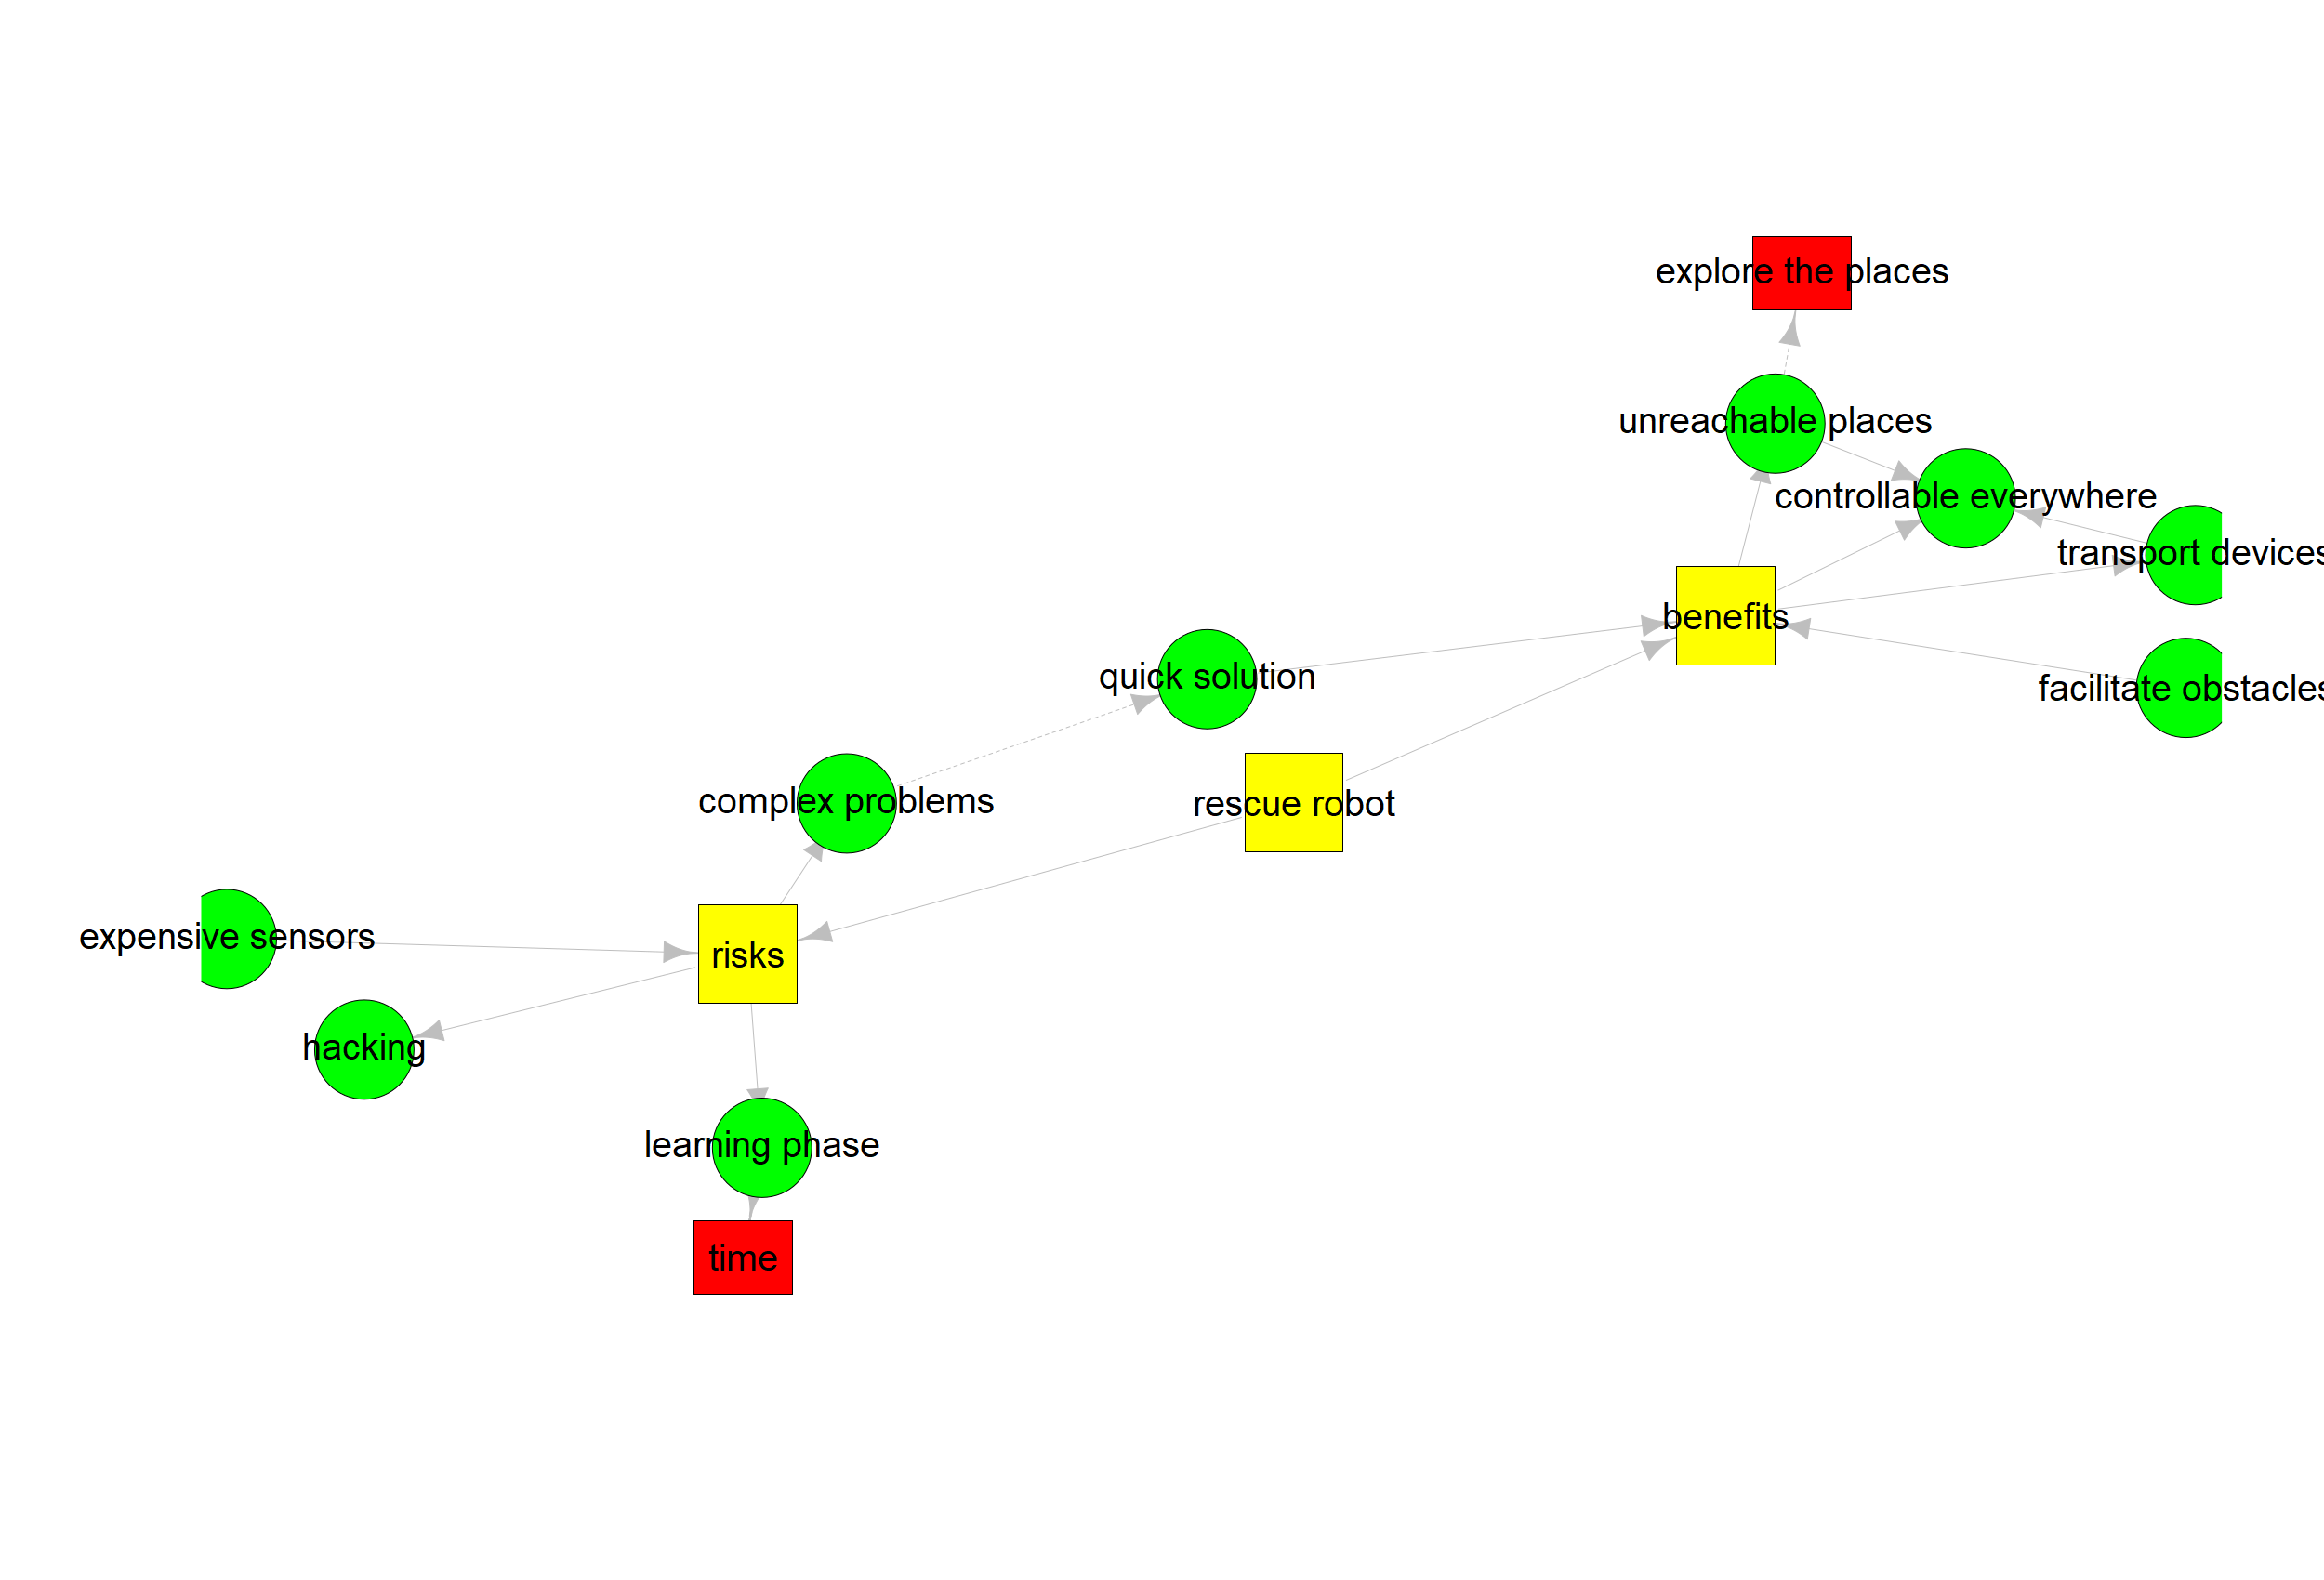 explore the places
unreachable places
controllable everywhere
transport devices
benefits
quick solution
facilitate obstacles
complex problems
rescue robot
expensive sensors
risks
hacking
learning phase
time